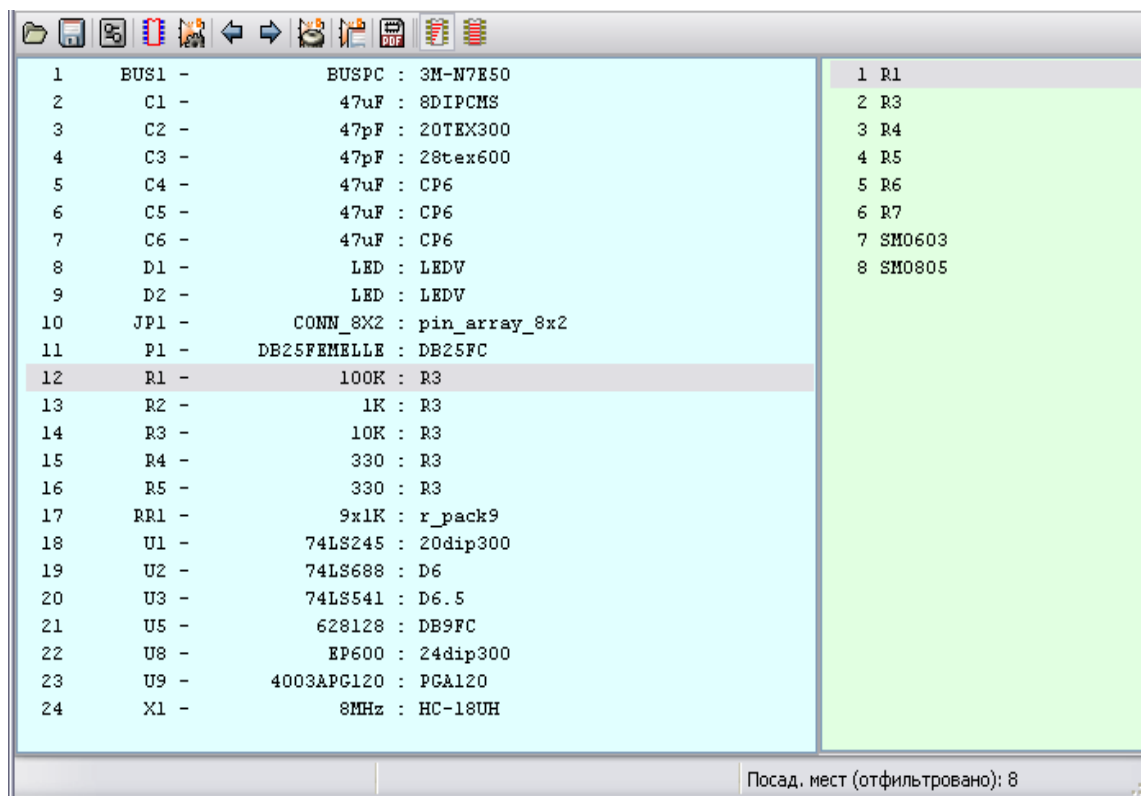 PDF
1 BUS1 - BUSPC : 3M-N7E50
2 C1 - 47uF : 8DIPCMS
3 C2 - 47pF : 20TEX300
4 C3 - 47pF : 28tex600
5 C4 - 47uF : CP6
6 C5 - 47uF : CP6
7 C6 - 47uF : CP6
8 D1 - LED : LEDV
9 D2 - LED : LEDV
10 JP1 - CONN_8X2 : pin_array_8x2
11 P1 - DB25FEMELLE : DB25FC
12 R1 - 100K : R3
13 R2 - 1K : R3
14 R3 - 10K : R3
15 R4 - 330 : R3
16 R5 - 330 : R3
17 RR1 - 9x1K : r_pack9
18 U1 - 74LS245 : 20dip300
19 U2 - 74LS688 : D6
20 U3 - 74LS541 : D6.5
21 U5 - 628128 : DB9FC
22 U8 - EP600 : 24dip300
23 U9 - 4003APG120 : PGA120
24 X1 - 8MHz : HC-18UH
1 R1
2 R3
3 R4
4 R5
5 R6
6 R7
7 SM0603
8 SM0805
Посад. мест (отфильтровано): 8